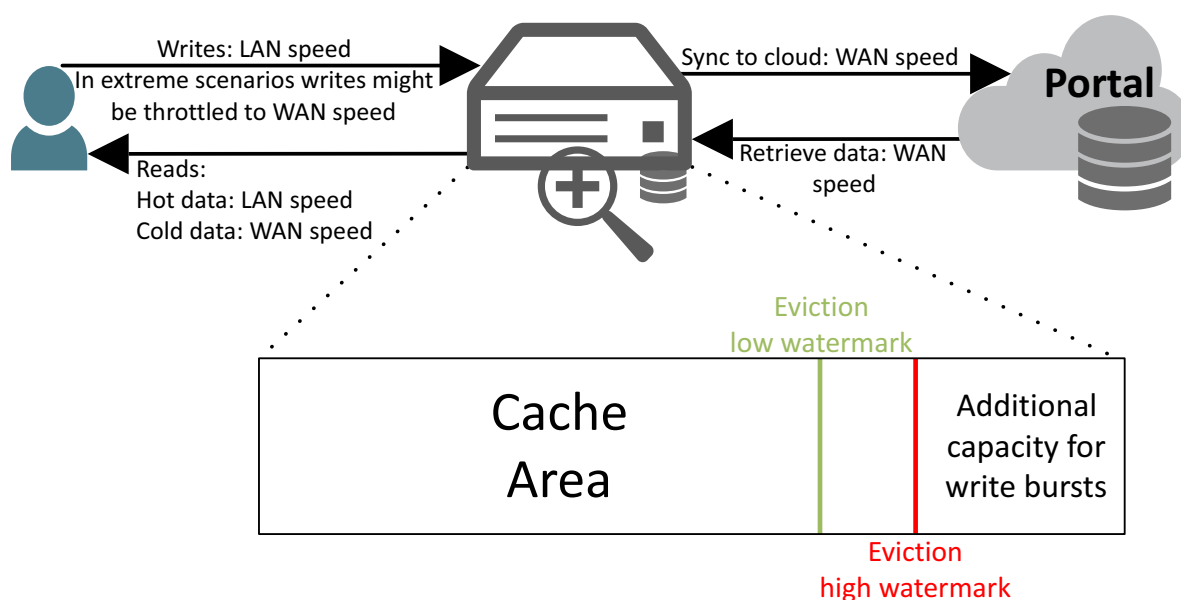 Writes: LAN speed
In extreme scenarios writes might
be throttled to WAN speed
Reads:
Hot data: LAN speed
Cold data: WAN speed
Sync to cloud: WAN speed
Portal
Retrieve data: WAN
speed
Eviction
low watermark
Cache
Area
Additional
capacity for
write bursts
Eviction
high watermark